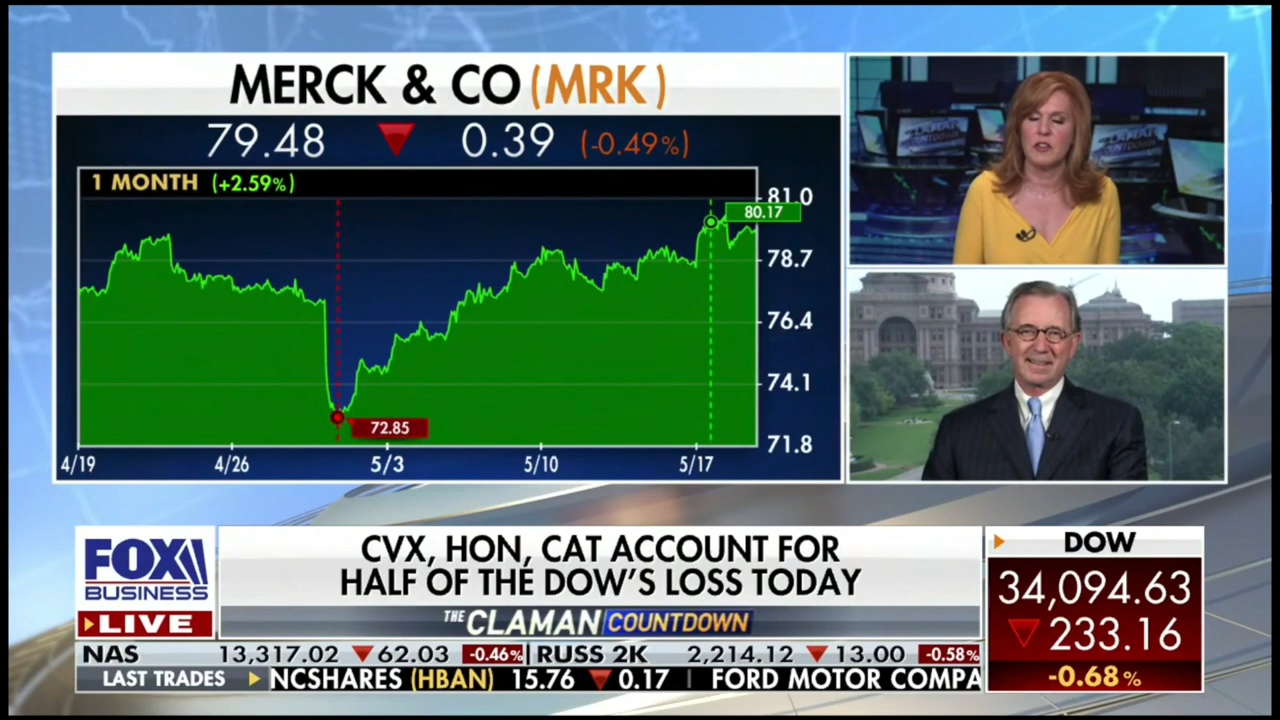 MERCK & CO (MRK)
79.48 ▼ 0.39 (-0.49%)
1 MONTH (+2.59%)
81.0
80.17
78.7
76.4
74.1
72.85
71.8
4/19 4/26 5/3 5/10 5/17
CLAMAN
COUNTDOWN
CLAMAN
COUNTDOWN
FOX
BUSINESS
LIVE
CVX, HON, CAT ACCOUNT FOR
HALF OF THE DOW'S LOSS TODAY
THE CLAMAN COUNTDOWN
DOW
34,094.63
▼ 233.16
-0.68%
NAS 13,317.02 ▼ 62.03 -0.46% RUSS 2K 2,214.12 ▼ 13.00 -0.58%
LAST TRADES NCSHARES (HBAN) 15.76 ▼ 0.17 | FORD MOTOR COMPA